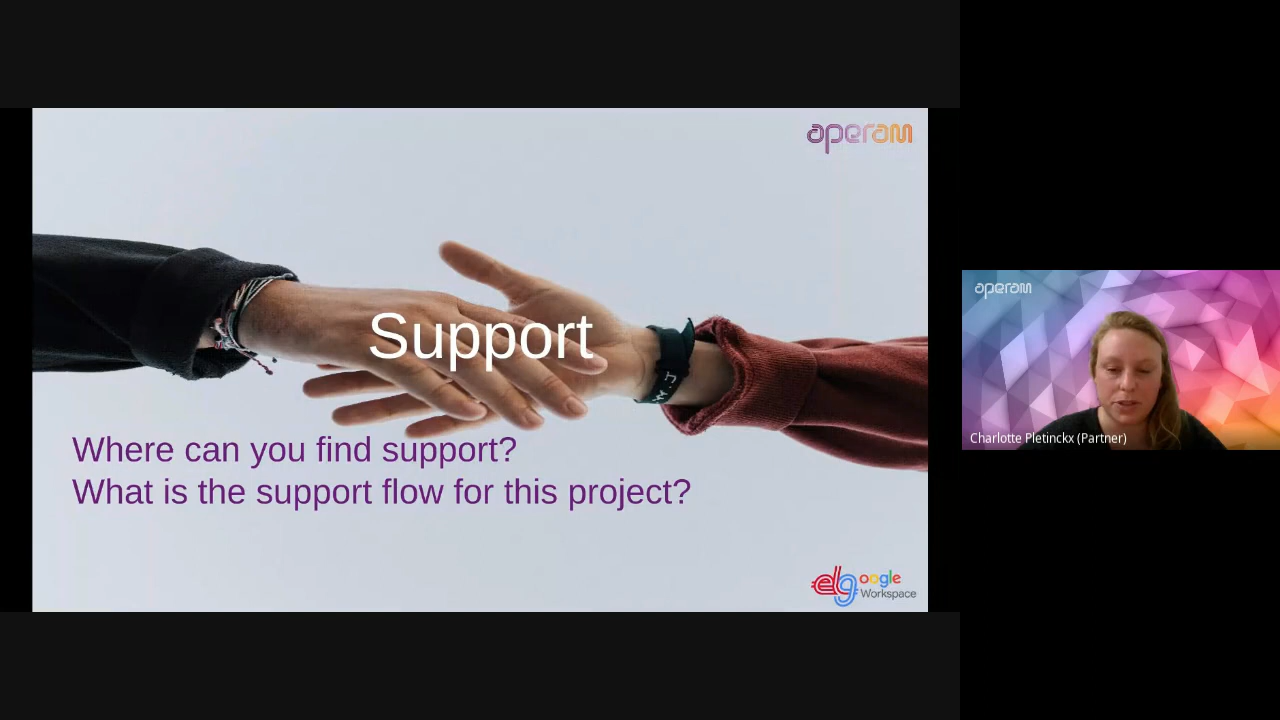 aperam
Support
Where can you find support?
What is the support flow for this project?
elgoogle
Workspace
aperam
Charlotte Pletinckx (Partner)